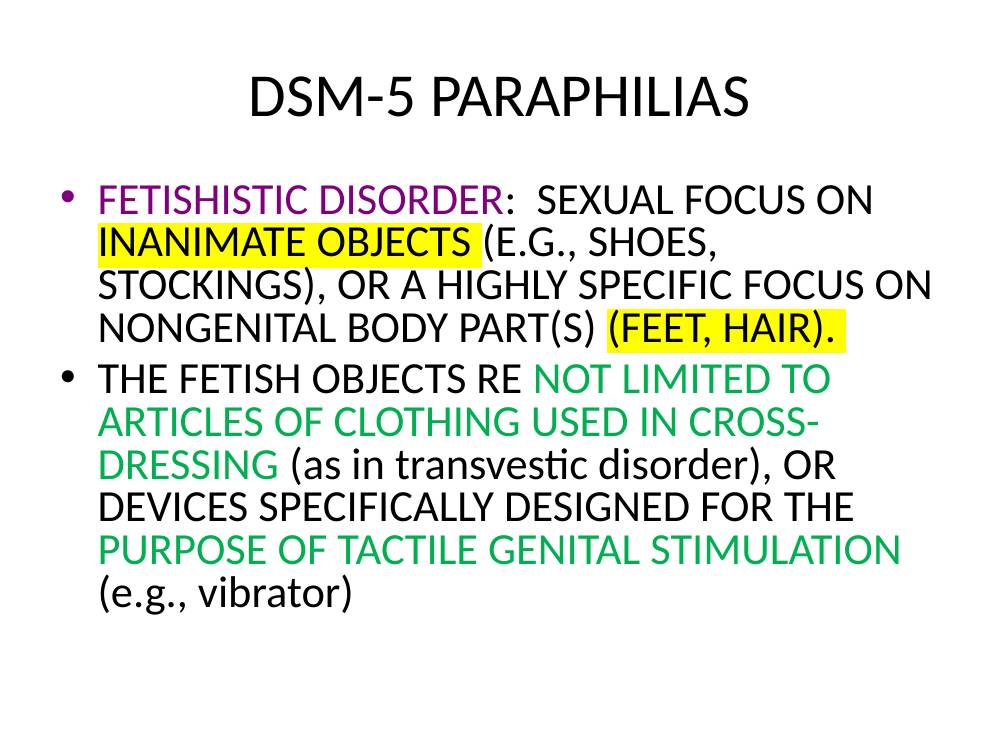 DSM-5 PARAPHILIAS
• FETISHISTIC DISORDER:  SEXUAL FOCUS ON
INANIMATE OBJECTS (E.G., SHOES,
STOCKINGS), OR A HIGHLY SPECIFIC FOCUS ON
NONGENITAL BODY PART(S) (FEET, HAIR).
• THE FETISH OBJECTS RE NOT LIMITED TO
ARTICLES OF CLOTHING USED IN CROSS-
DRESSING (as in transvestic disorder), OR
DEVICES SPECIFICALLY DESIGNED FOR THE
PURPOSE OF TACTILE GENITAL STIMULATION
(e.g., vibrator)